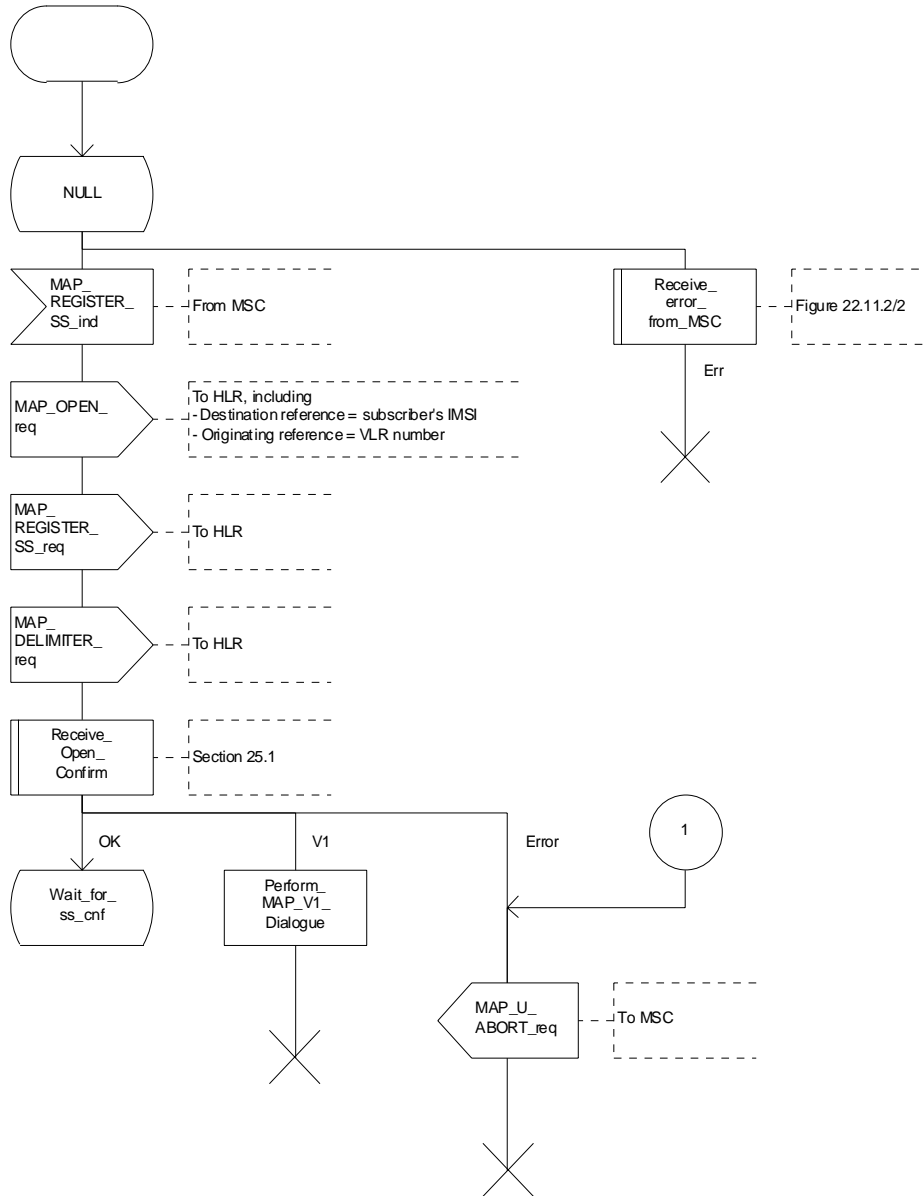 NULL
MAP_
REGISTER_
SS_ind
From MSC
Receive_
error_
from_MSC
Figure 22.11.2/2
Err
MAP_OPEN_
req
To HLR, including
- Destination reference = subscriber's IMSI
- Originating reference = VLR number
MAP_
REGISTER_
SS_req
To HLR
MAP_
DELIMITER_
req
To HLR
Receive_
Open_
Confirm
Section 25.1
OK
V1
Error
1
Wait_for_
ss_cnf
Perform_
MAP_V1_
Dialogue
MAP_U_
ABORT_req
To MSC